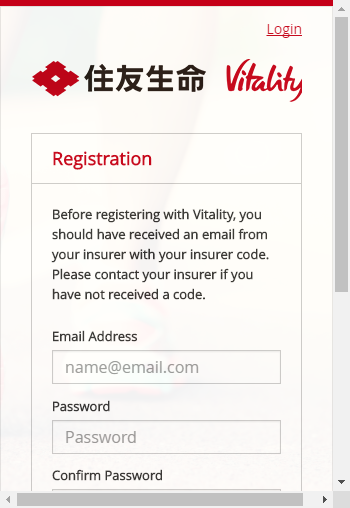 Login
住友生命 Vitality
Registration
Before registering with Vitality, you
should have received an email from
your insurer with your insurer code.
Please contact your insurer if you
have not received a code.
Email Address
name@email.com
Password
Password
Confirm Password